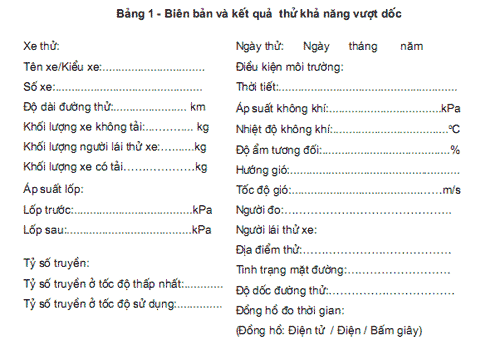 Bảng 1 - Biên bản và kết quả thử khả năng vượt dốc
Xe thử:
Tên xe/Kiểu xe:..................................
Số xe:................................................
Độ dài đường thử:........................ km
Khối lượng xe không tải:................ kg
Khối lượng người lái thử xe:...........kg
Khối lượng xe có tải........................kg
Áp suất lốp:
Lốp trước:.......................................kPa
Lốp sau:.........................................kPa
Tỷ số truyền:
Tỷ số truyền ở tốc độ thấp nhất:.............
Tỷ số truyền ở tốc độ sử dụng:...............
Ngày thử: Ngày tháng năm
Điều kiện môi trường:
Thời tiết:....................................................
Áp suất không khí:.....................................kPa
Nhiệt độ không khí:......................................°C
Độ ẩm tương đối:..........................................%
Hướng gió:.........................................................
Tốc độ gió:................................................m/s
Người đo:......................................................
Người lái thử xe:
Địa điểm thử:................................................
Tình trạng mặt đường:..................................
Độ dốc đường thử:.......................................
Đồng hồ đo thời gian:
(Đồng hồ: Điện tử / Điện / Bấm giây)